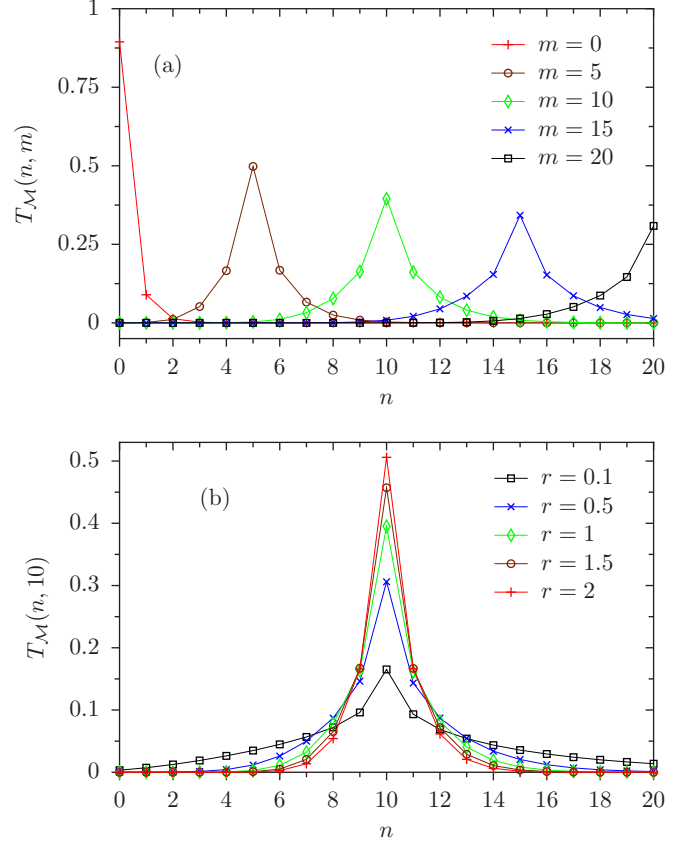 1
0.75
0.5
0.25
0
T_M(n, m)
(a)
m = 0
m = 5
m = 10
m = 15
m = 20
0 2 4 6 8 10 12 14 16 18 20
n
0.5
0.4
0.3
0.2
0.1
0
T_M(n, 10)
(b)
r = 0.1
r = 0.5
r = 1
r = 1.5
r = 2
0 2 4 6 8 10 12 14 16 18 20
n